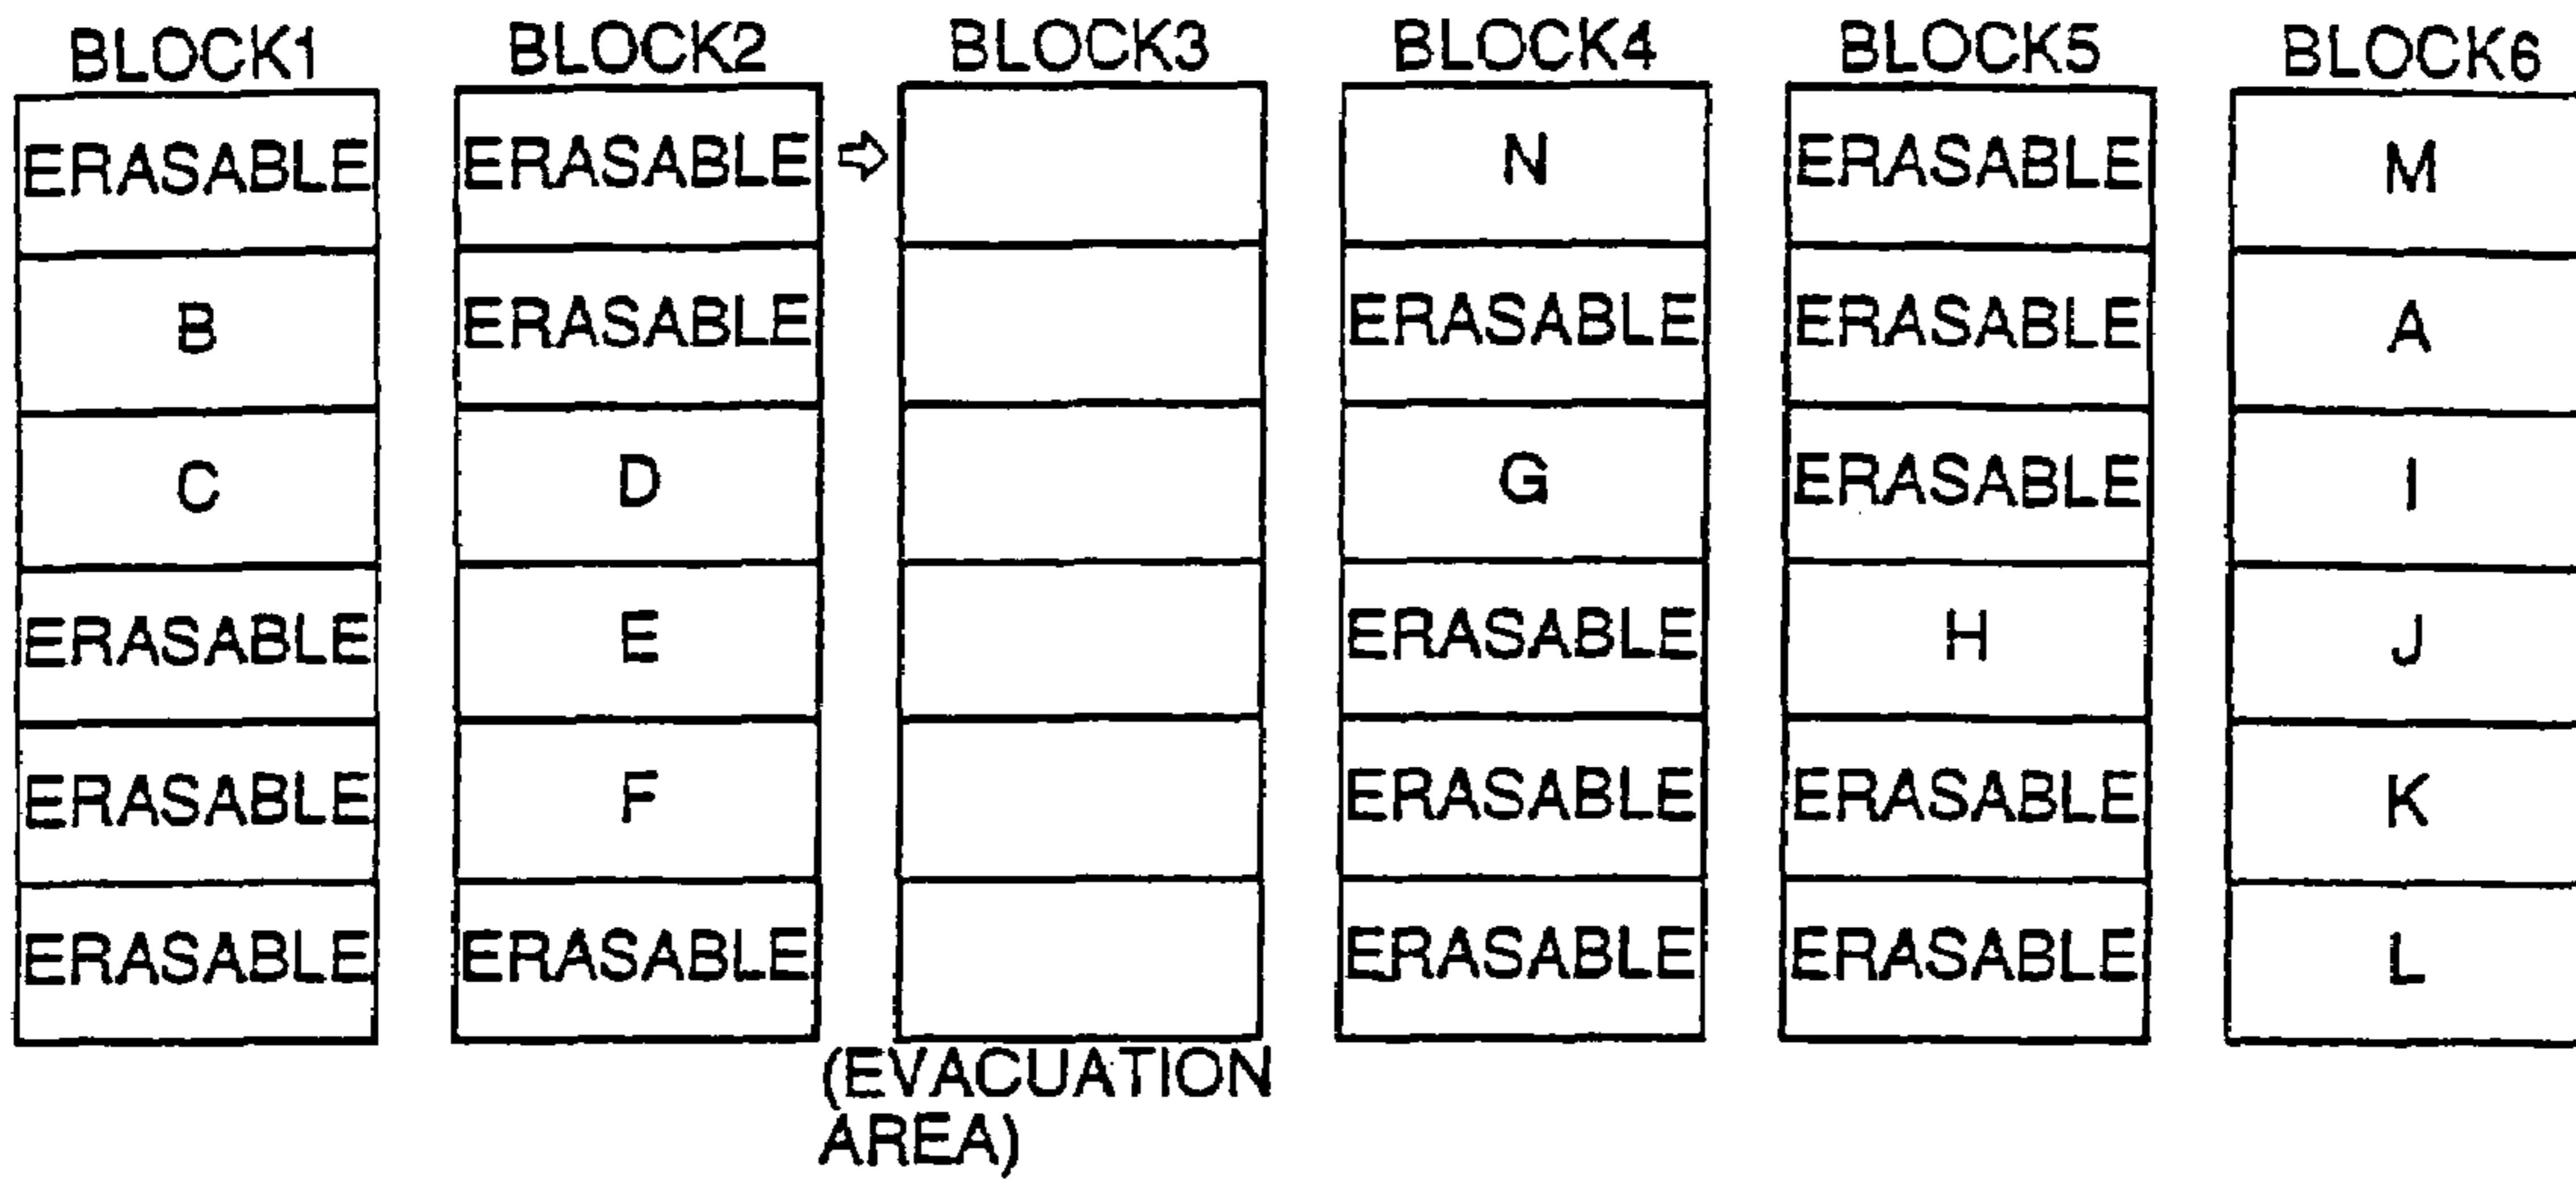 BLOCK1 BLOCK2 BLOCK3 BLOCK4 BLOCK5 BLOCK6
ERASABLE ERASABLE N ERASABLE M
B ERASABLE ERASABLE ERASABLE A
C D G ERASABLE I
ERASABLE E ERASABLE H J
ERASABLE F ERASABLE ERASABLE K
ERASABLE ERASABLE ERASABLE ERASABLE L
(EVACUATION
AREA)